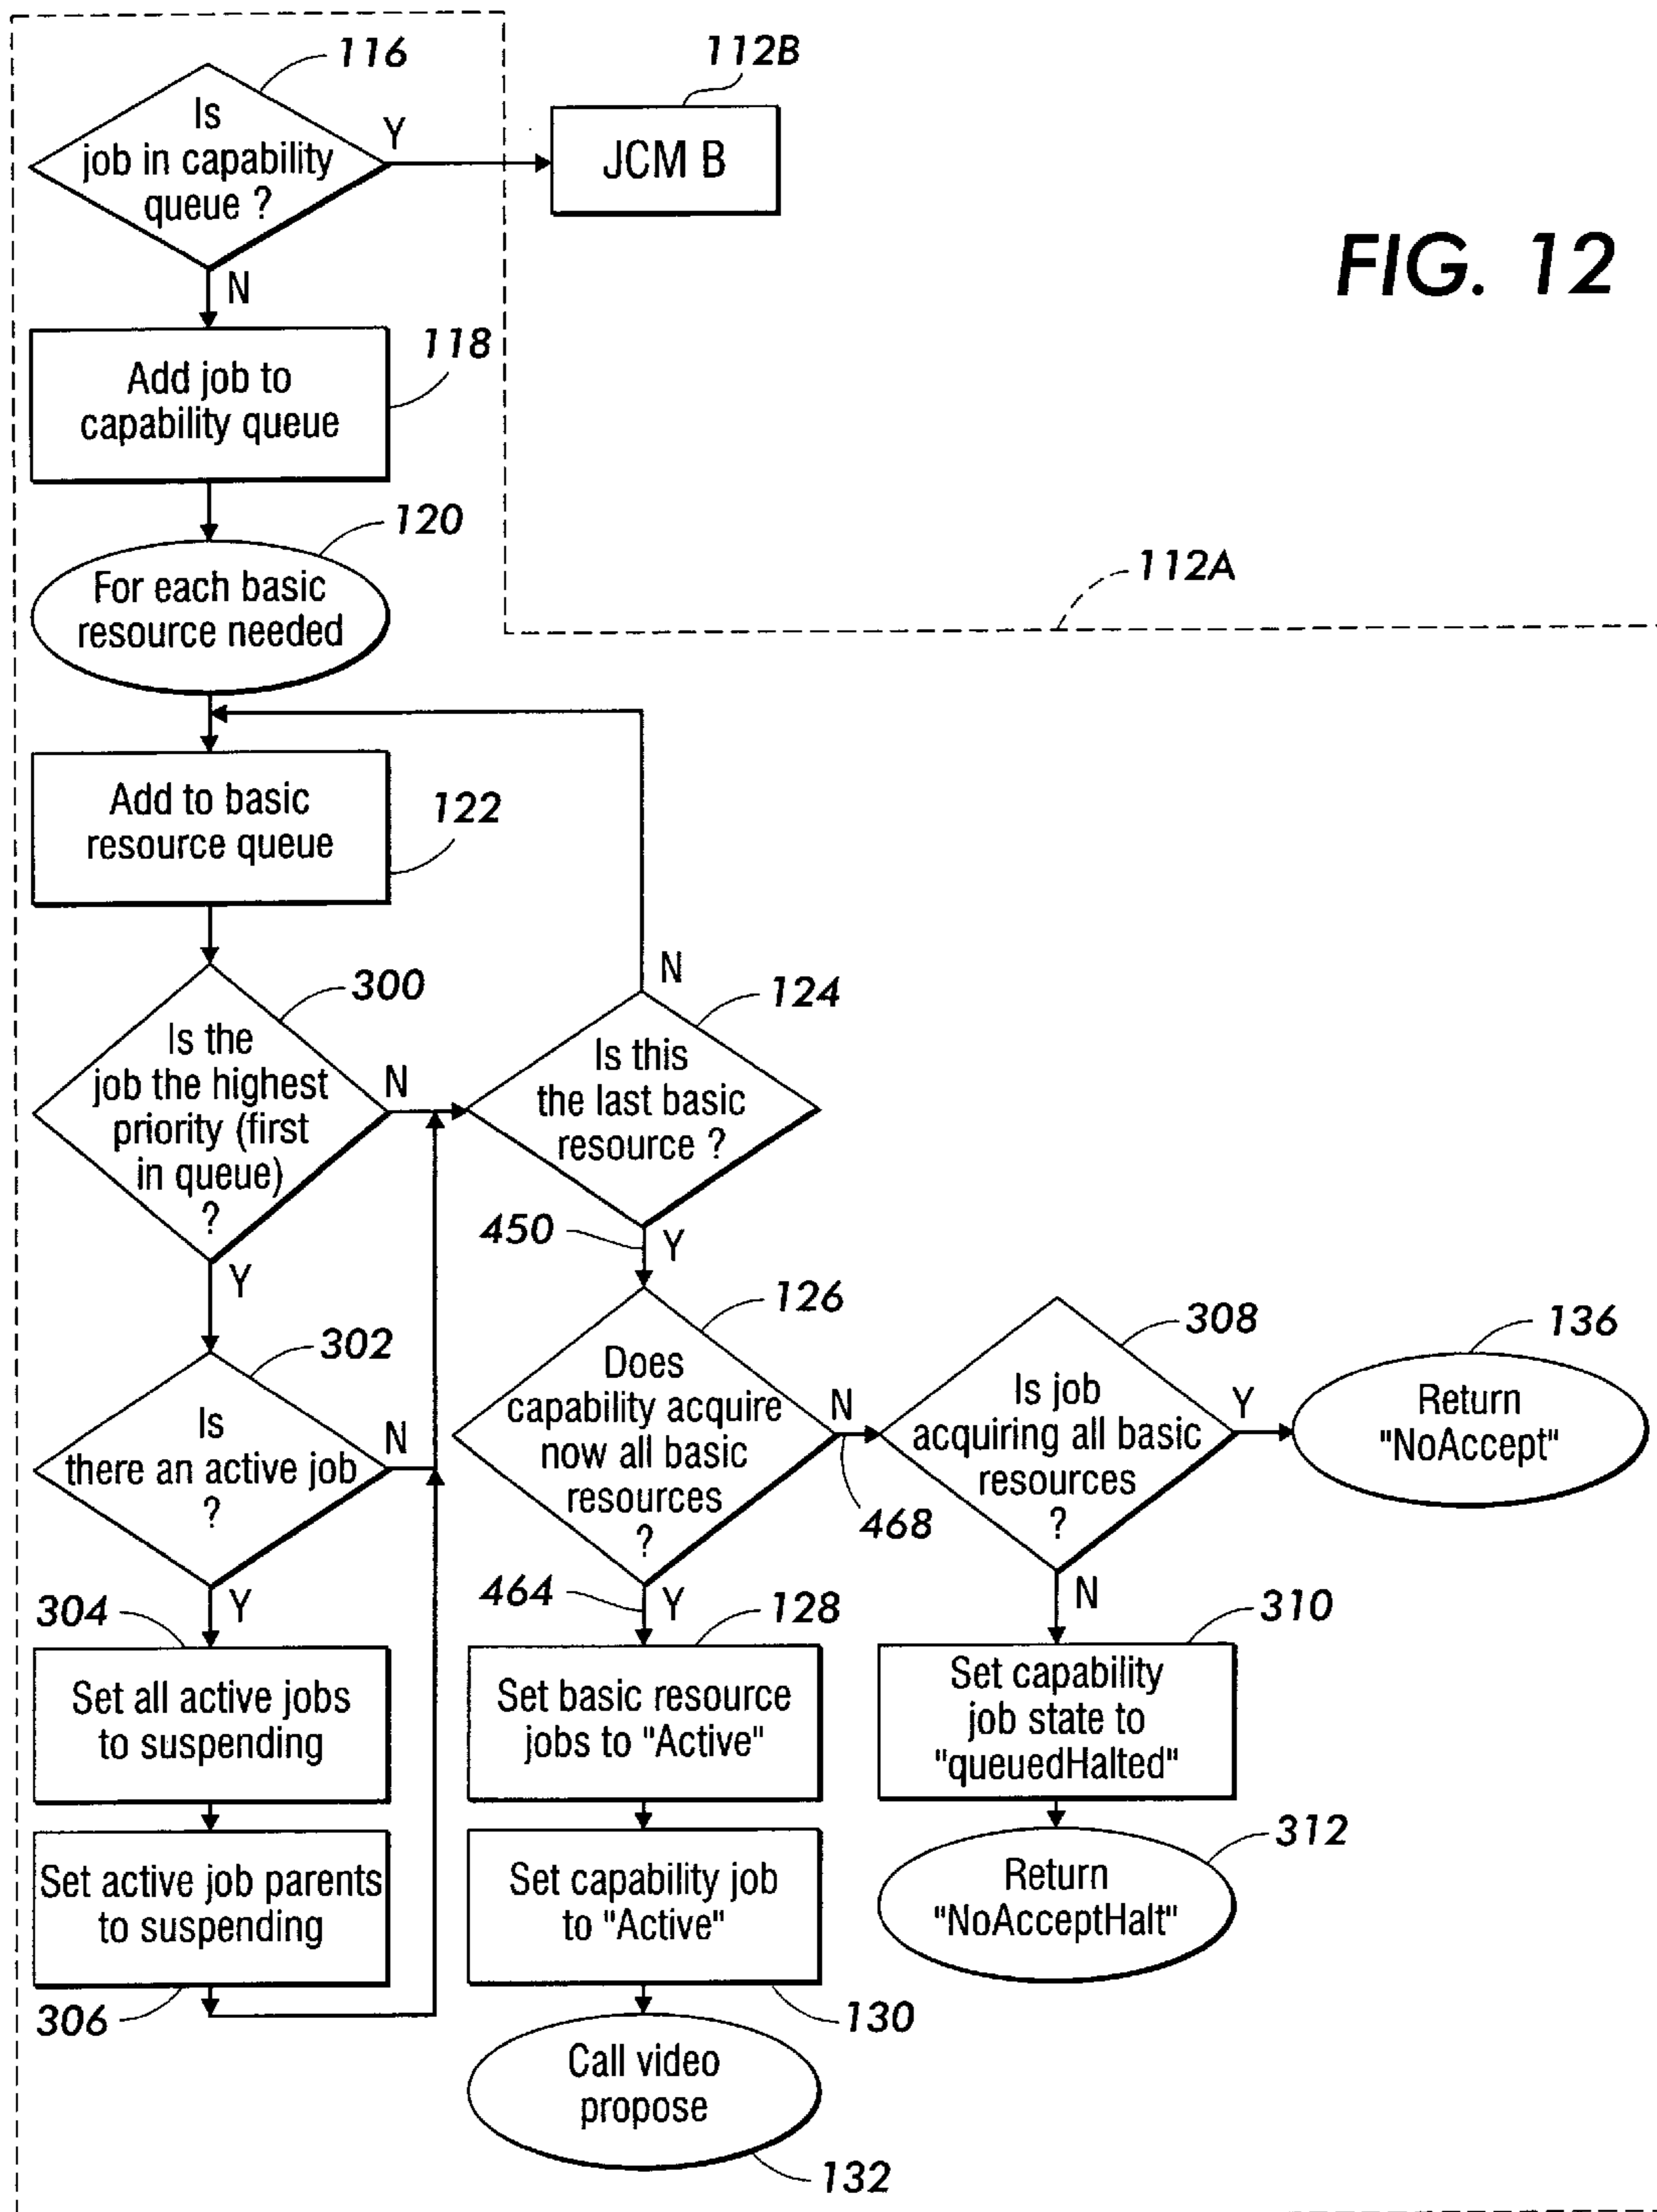 116
112B
Is
job in capability
queue ?
Y
JCM B
FIG. 12
N
118
Add job to
capability queue
120
For each basic
resource needed
112A
Add to basic
resource queue
122
300
Is the
job the highest
priority (first
in queue)
?
N
N
124
Is this
the last basic
resource ?
Y
450
Y
302
Is
there an active job
?
N
126
Does
capability acquire
now all basic
resources
?
N
468
308
Is job
acquiring all basic
resources
?
Y
136
Return
"NoAccept"
Y
304
Set all active jobs
to suspending
464
Y
128
Set basic resource
jobs to "Active"
N
310
Set capability
job state to
"queuedHalted"
Set active job parents
to suspending
306
Set capability job
to "Active"
130
312
Return
"NoAcceptHalt"
Call video
propose
132